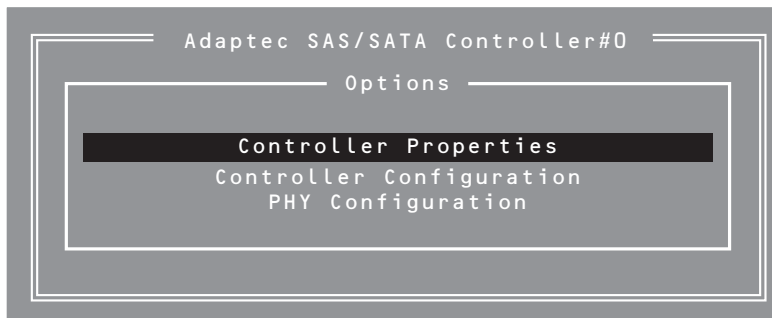 Adaptec SAS/SATA Controller#0
Options
Controller Properties
Controller Configuration
PHY Configuration